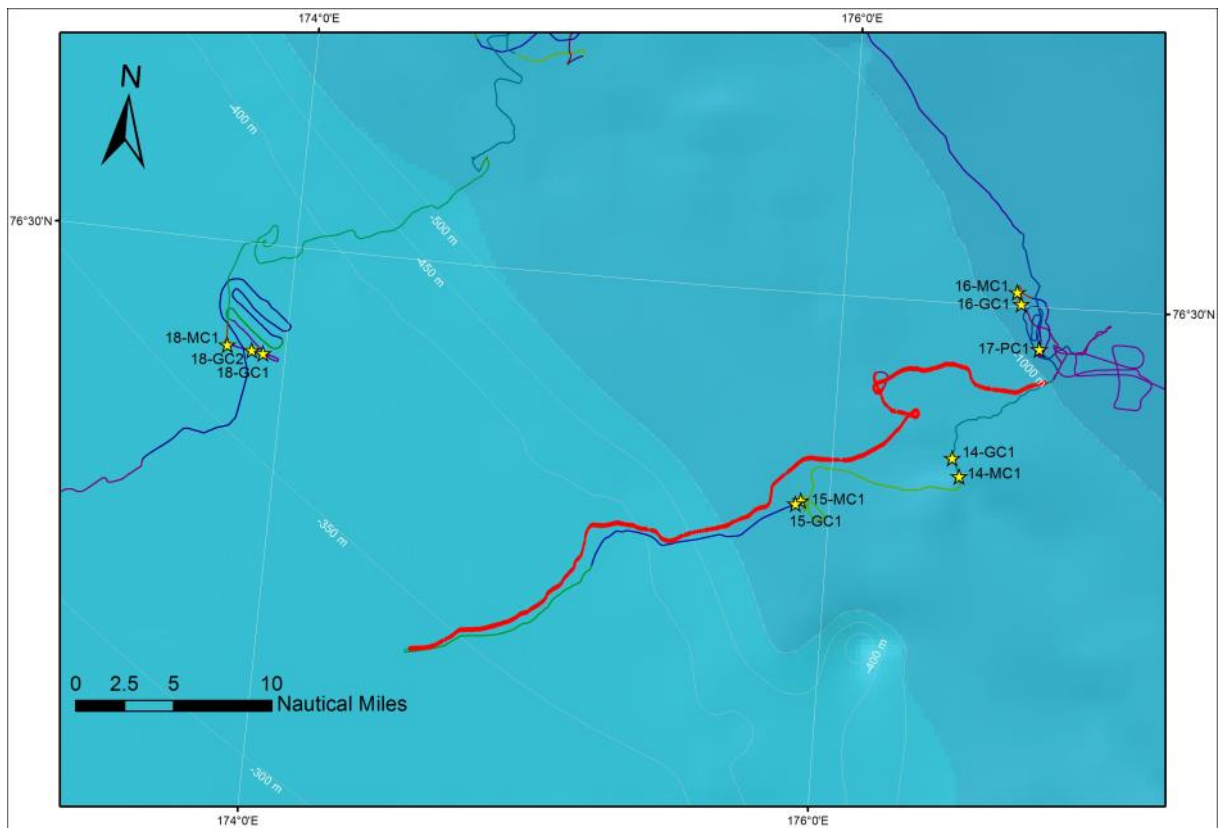 174°0'E
176°0'E
N
-400 m
-500 m
76°30'N
-450 m
16-MC1
16-GC1
76°30'N
18-MC1
18-GC2
18-GC1
17-PC1
-1000 m
14-GC1
14-MC1
15-MC1
15-GC1
-350 m
-400 m
0 2.5 5 10
Nautical Miles
-300 m
174°0'E
176°0'E